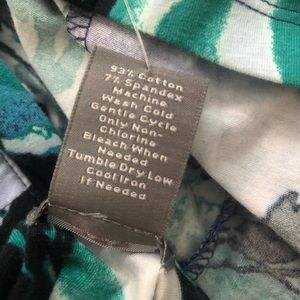 93% Cotton
7% Spandex
Machine
Wash Cold
Gentle Cycle
Only Non-
Chlorine
Bleach When
Needed
Tumble Dry Low
Cool Iron
If Needed